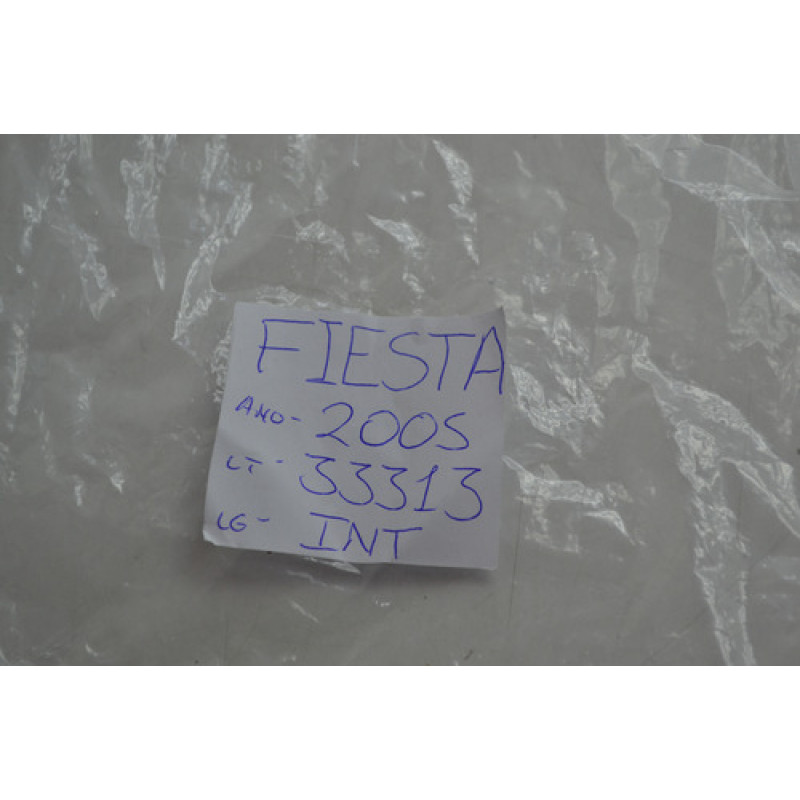 FIESTA
ANO- 2005
LT- 33313
LG- INT